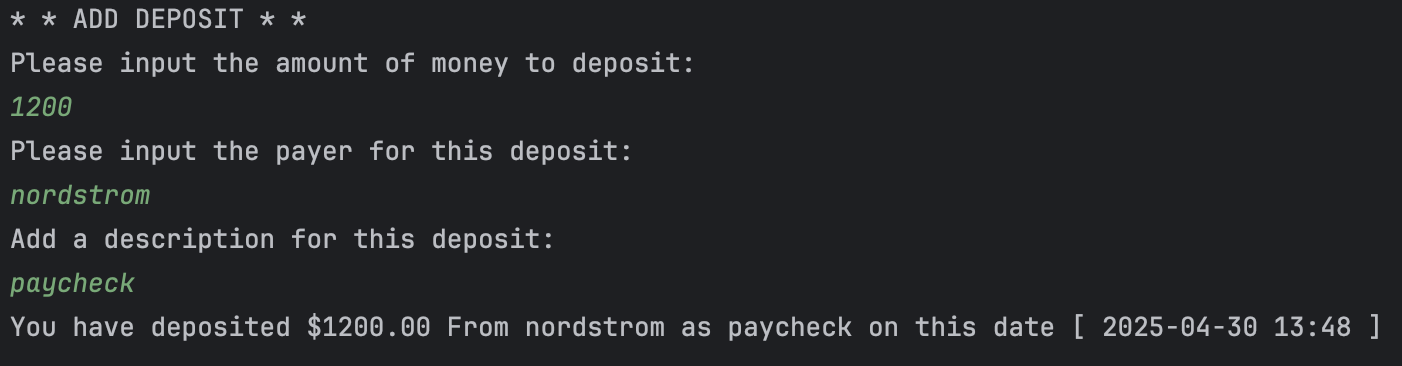 * * ADD DEPOSIT * *
Please input the amount of money to deposit:
1200
Please input the payer for this deposit:
nordstrom
Add a description for this deposit:
paycheck
You have deposited $1200.00 From nordstrom as paycheck on this date [ 2025-04-30 13:48 ]